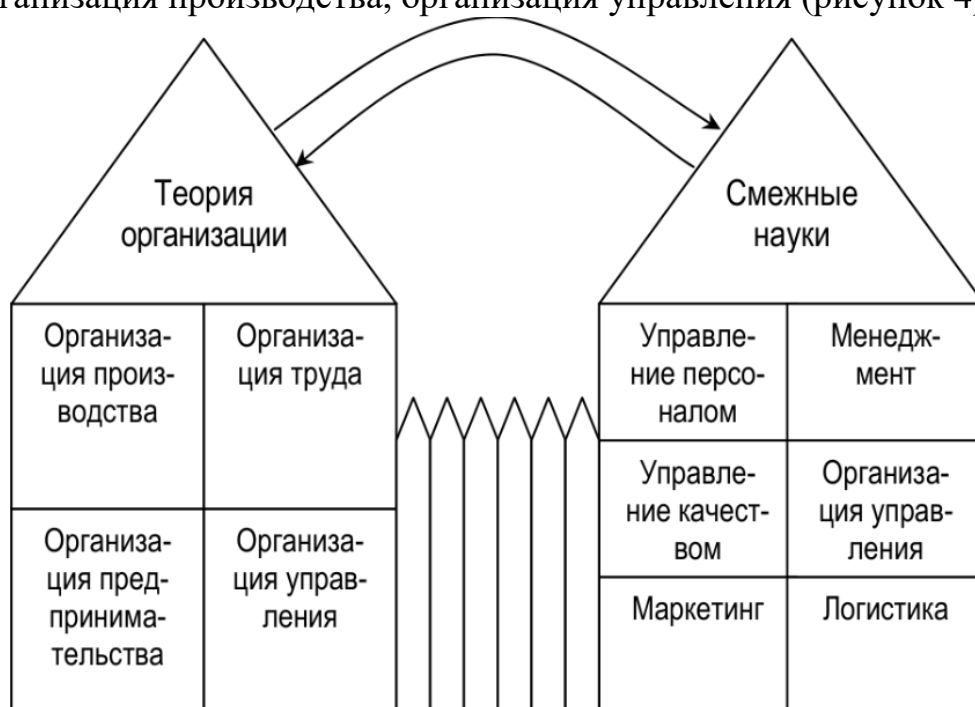 ганизация производства, организация управления (рисунок 4)
Теория
организации
Смежные
науки
Организа-
ция произ-
водства
Организа-
ция труда
Организа-
ция пред-
принима-
тельства
Организа-
ция управ-
ления
Управле-
ние персо-
налом
Менедж-
мент
Управле-
ние качест-
вом
Организа-
ция управ-
ления
Маркетинг
Логистика